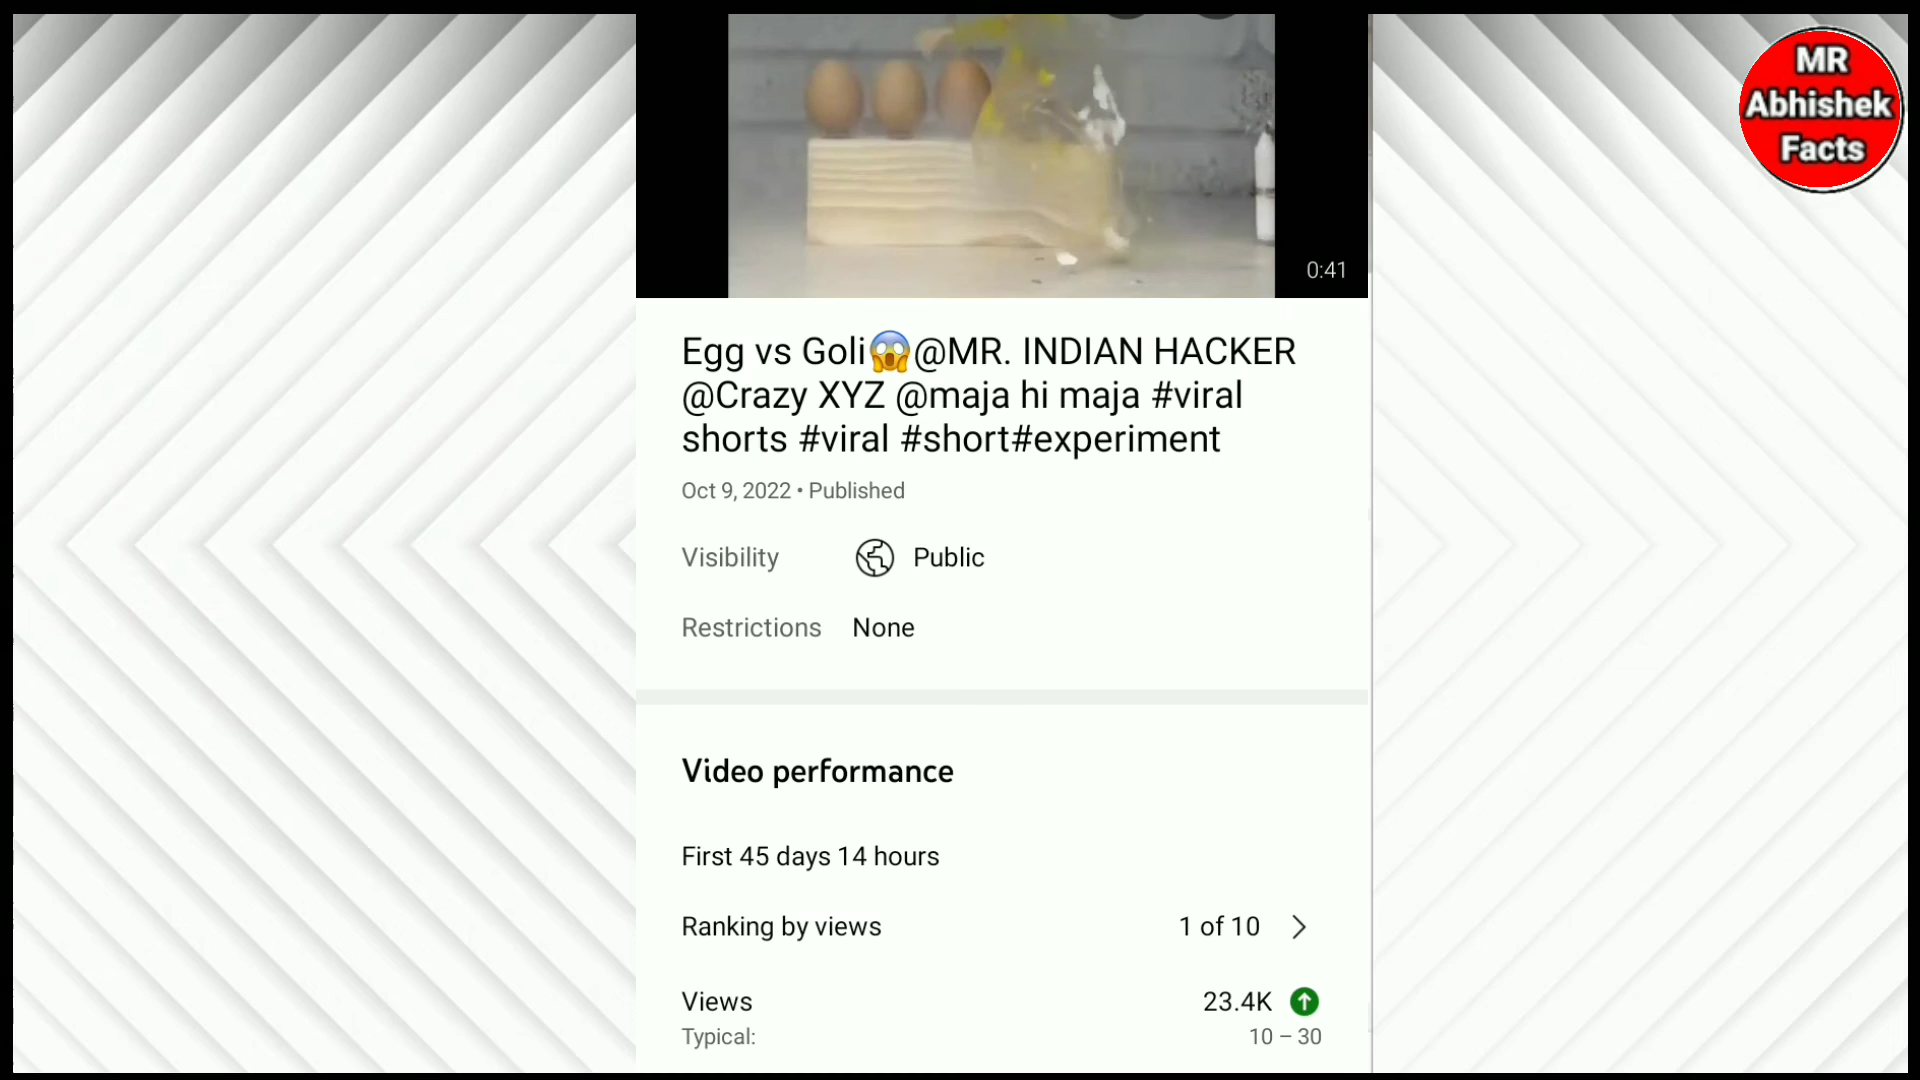 MR
Abhishek
Facts
0:41
Egg vs Goli😱@MR. INDIAN HACKER
@Crazy XYZ @maja hi maja #viral
shorts #viral #short#experiment
Oct 9, 2022 • Published
Visibility Public
Restrictions None
Video performance
First 45 days 14 hours
Ranking by views 1 of 10
Views 23.4K
Typical: 10 – 30